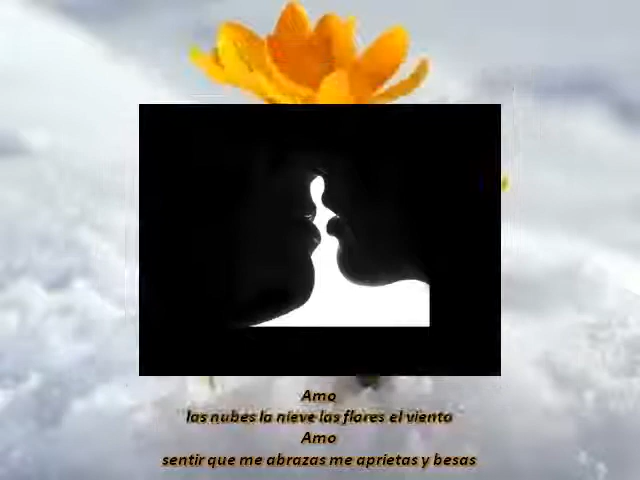 Amo
las nubes la nieve las flores el viento
Amo
sentir que me abrazas me aprietas y besas